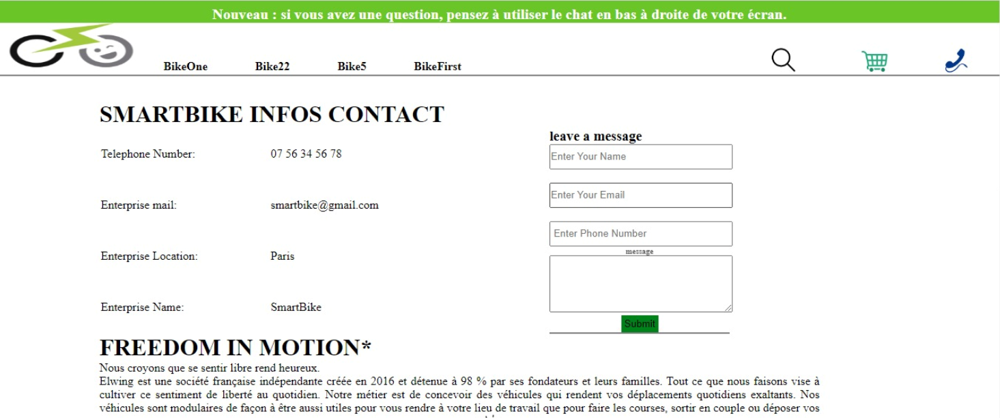 Nouveau : si vous avez une question, pensez à utiliser le chat en bas à droite de votre écran.
BikeOne Bike22 Bike5 BikeFirst
SMARTBIKE INFOS CONTACT
Telephone Number: 07 56 34 56 78
Enterprise mail: smartbike@gmail.com
Enterprise Location: Paris
Enterprise Name: SmartBike
leave a message
Enter Your Name
Enter Your Email
Enter Phone Number
message
Submit
FREEDOM IN MOTION*
Nous croyons que se sentir libre rend heureux.
Elwing est une société française indépendante créée en 2016 et détenue à 98 % par ses fondateurs et leurs familles. Tout ce que nous faisons vise à
cultiver ce sentiment de liberté au quotidien. Notre métier est de concevoir des véhicules qui rendent vos déplacements quotidiens exaltants. Nos
véhicules sont modulaires de façon à être aussi utiles pour vous rendre à votre lieu de travail que pour faire les courses, sortir en couple ou déposer vos